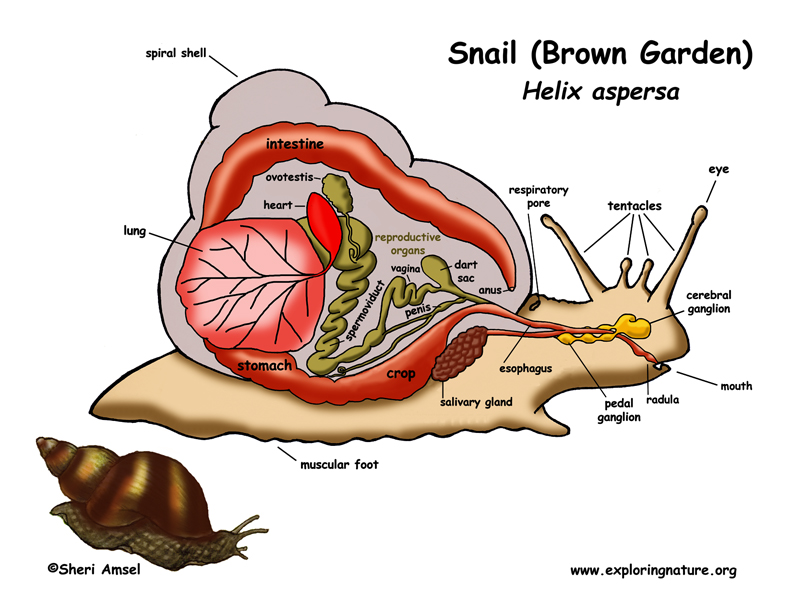 Snail (Brown Garden)
Helix aspersa
spiral shell
intestine
ovotestis
heart
lung
reproductive
organs
respiratory
pore
tentacles
eye
vagina
dart
sac
anus
penis
spermoviduct
cerebral
ganglion
stomach
crop
esophagus
salivary gland
pedal
ganglion
radula
mouth
muscular foot
©Sheri Amsel
www.exploringnature.org